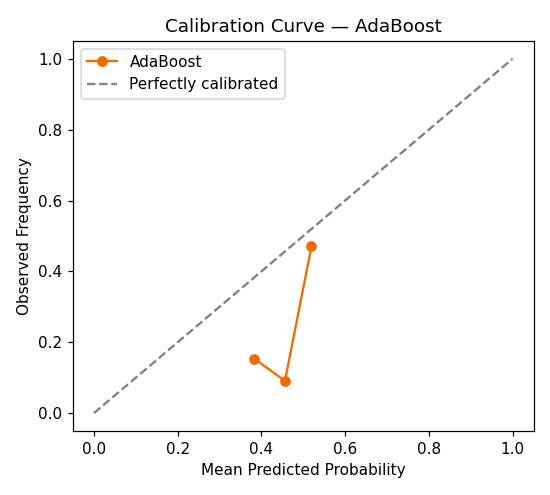 Calibration Curve — AdaBoost
AdaBoost
Perfectly calibrated
Observed Frequency
1.0
0.8
0.6
0.4
0.2
0.0
0.0 0.2 0.4 0.6 0.8 1.0
Mean Predicted Probability